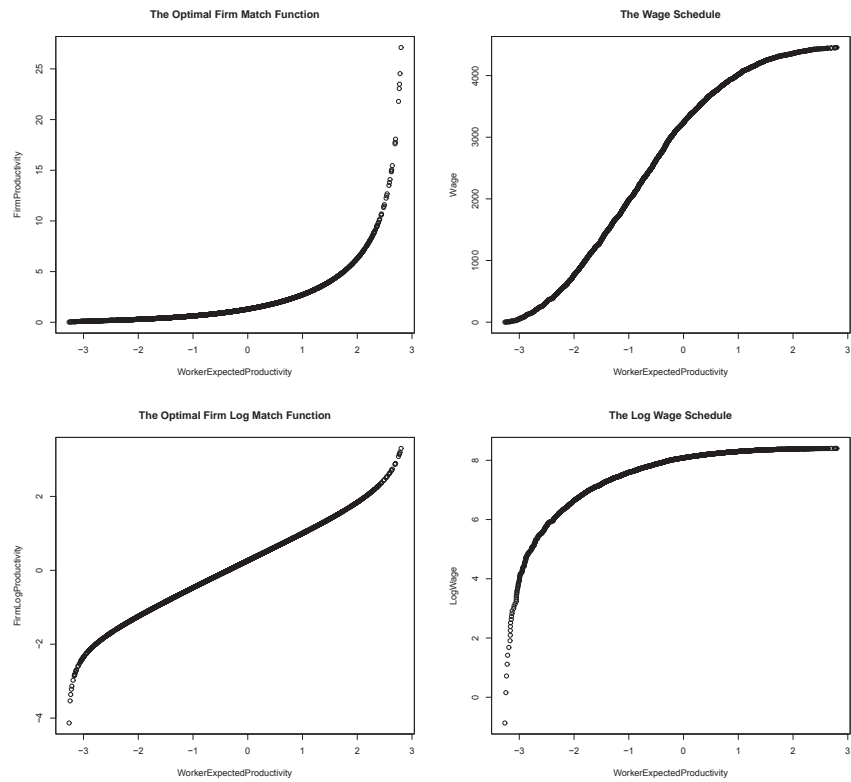 The Optimal Firm Match Function
FirmProductivity
25
20
15
10
5
0
−3 −2 −1 0 1 2 3
WorkerExpectedProductivity
The Wage Schedule
Wage
4000
3000
2000
1000
0
−3 −2 −1 0 1 2 3
WorkerExpectedProductivity
The Optimal Firm Log Match Function
FirmLogProductivity
2
0
−2
−4
−3 −2 −1 0 1 2 3
WorkerExpectedProductivity
The Log Wage Schedule
LogWage
8
6
4
2
0
−3 −2 −1 0 1 2 3
WorkerExpectedProductivity